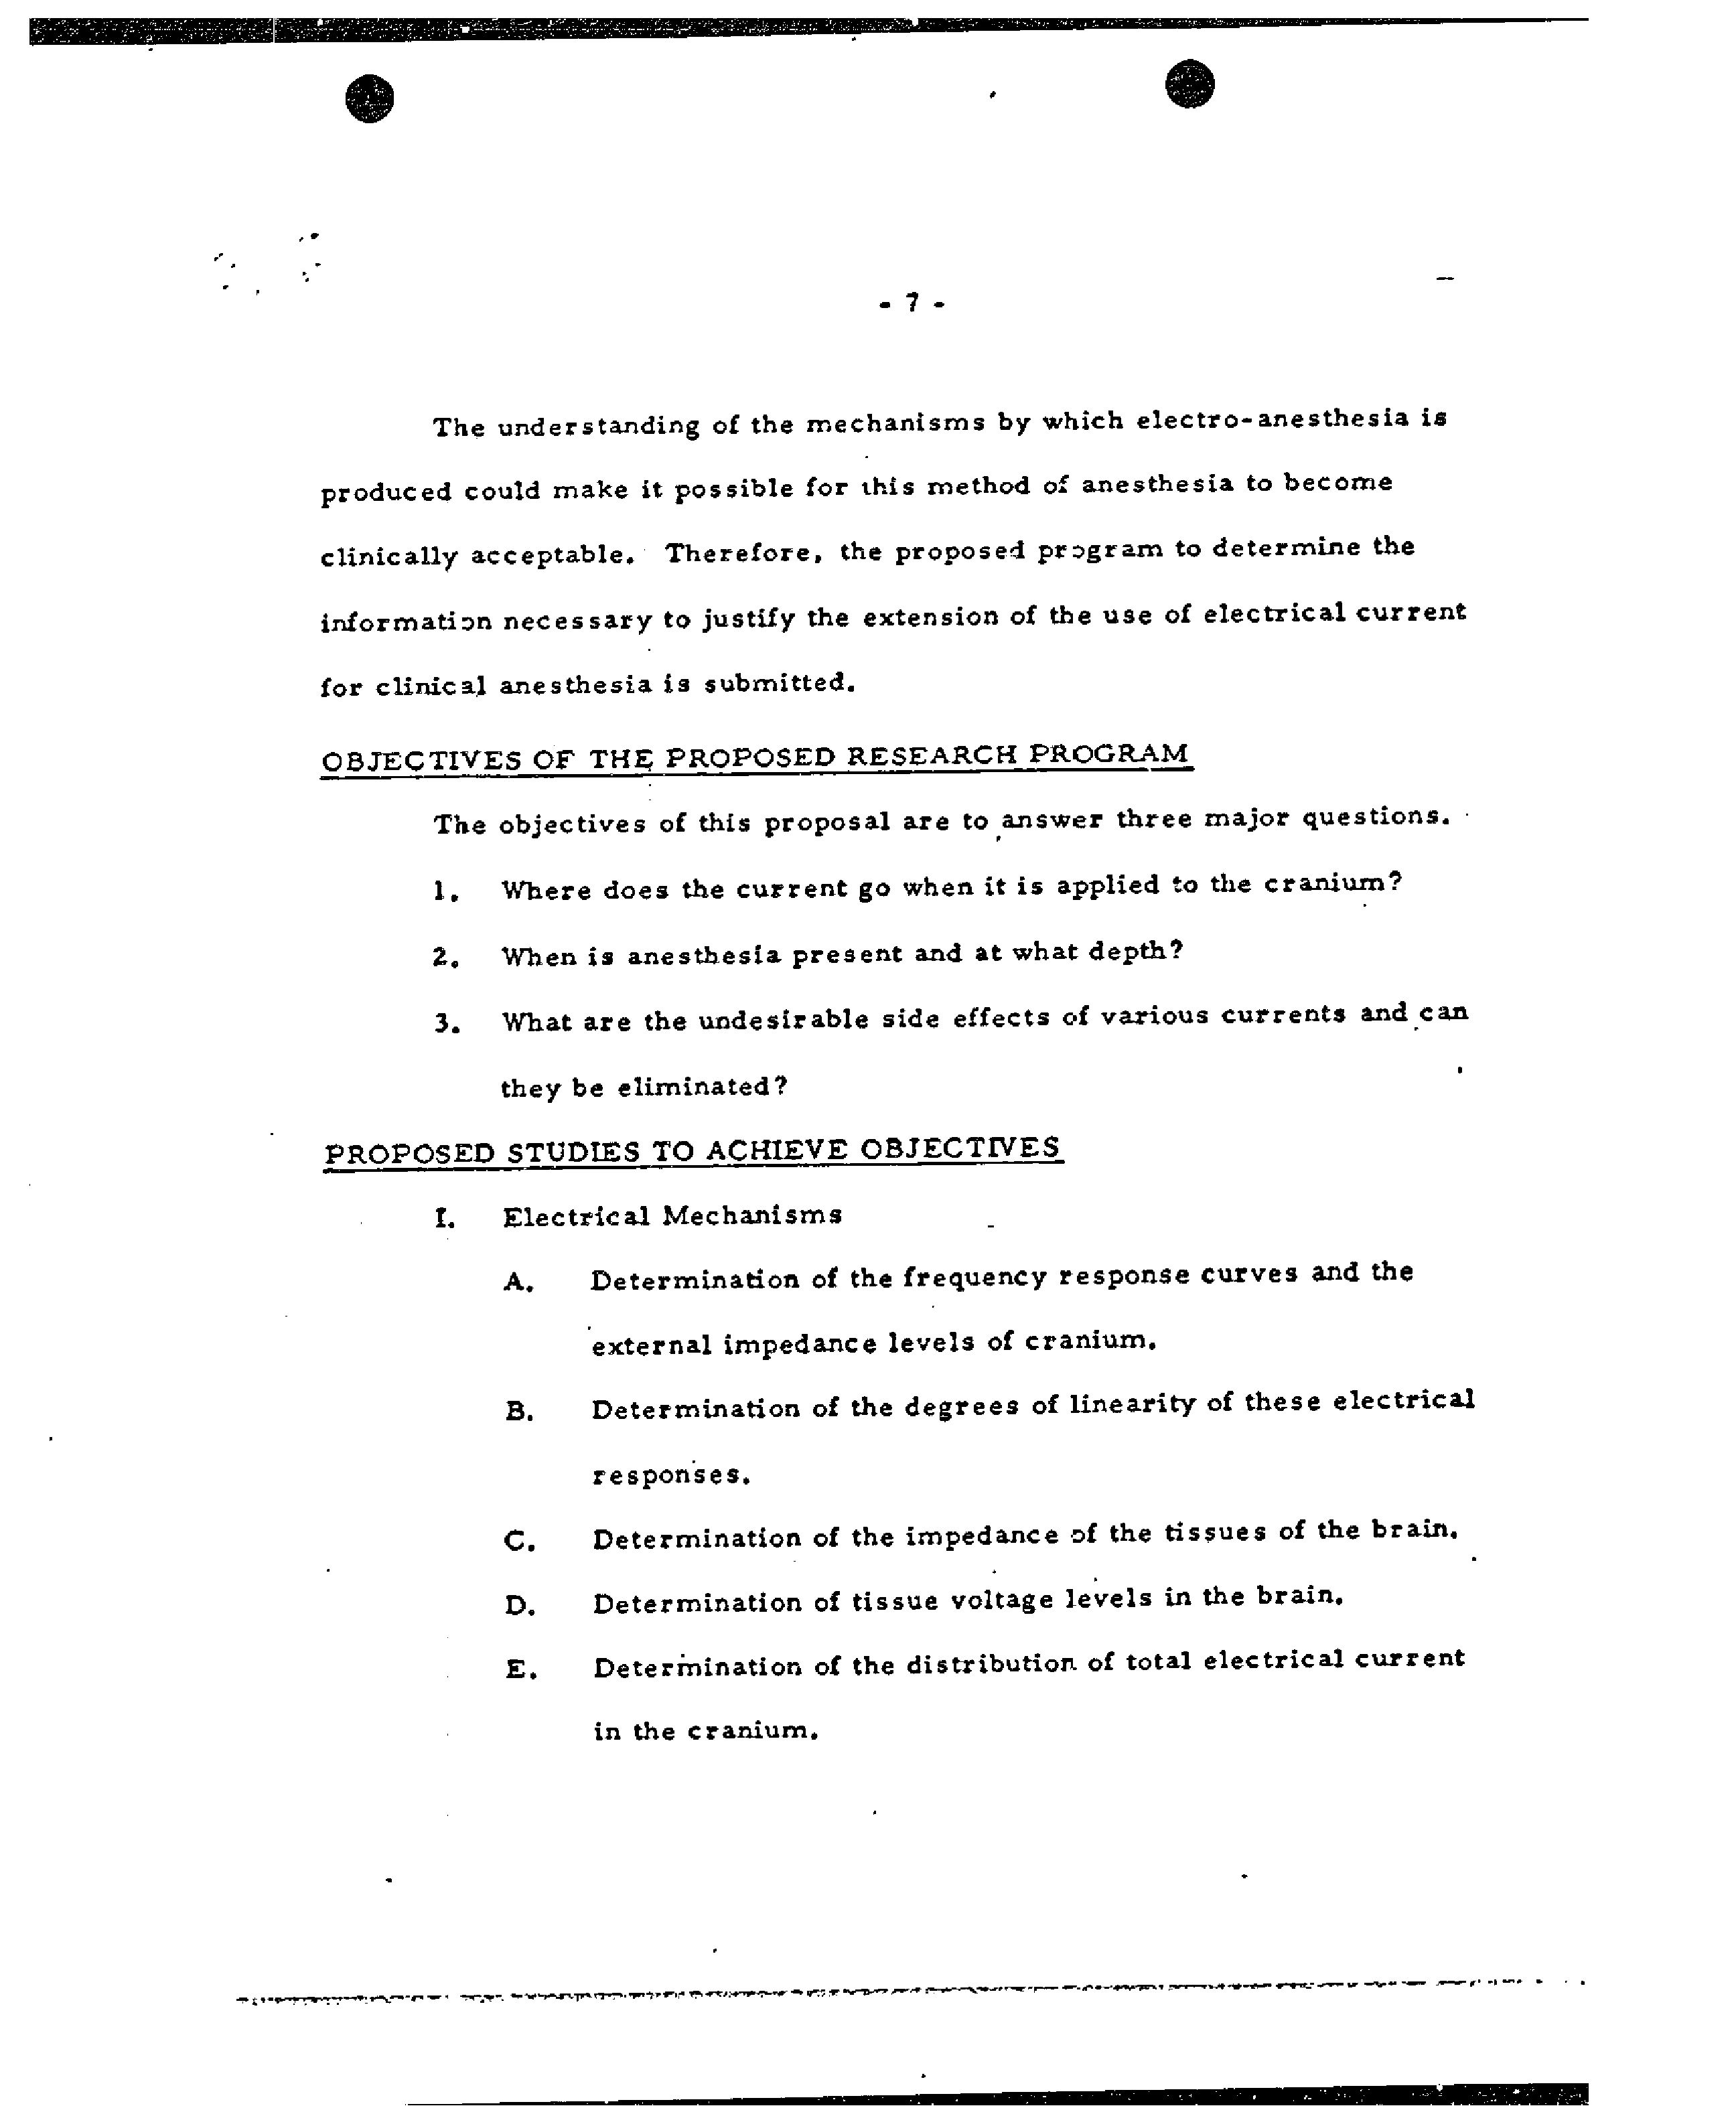 - 7 -
The understanding of the mechanisms by which electro-anesthesia is
produced could make it possible for this method of anesthesia to become
clinically acceptable. Therefore, the proposed program to determine the
information necessary to justify the extension of the use of electrical current
for clinical anesthesia is submitted.
OBJECTIVES OF THE PROPOSED RESEARCH PROGRAM
The objectives of this proposal are to answer three major questions.
1. Where does the current go when it is applied to the cranium?
2. When is anesthesia present and at what depth?
3. What are the undesirable side effects of various currents and can
they be eliminated?
PROPOSED STUDIES TO ACHIEVE OBJECTIVES
I. Electrical Mechanisms
A. Determination of the frequency response curves and the
external impedance levels of cranium.
B. Determination of the degrees of linearity of these electrical
responses.
C. Determination of the impedance of the tissues of the brain.
D. Determination of tissue voltage levels in the brain.
E. Determination of the distribution of total electrical current
in the cranium.